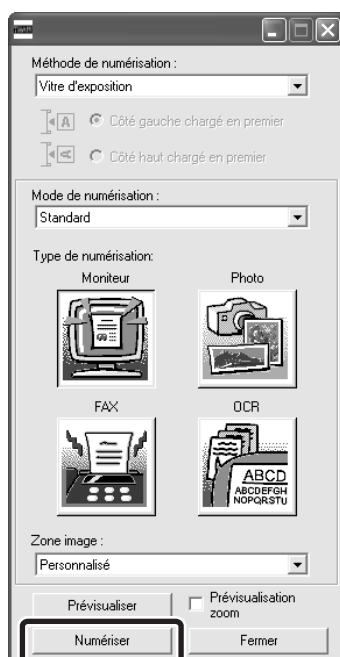 Méthode de numérisation :
Vitre d'exposition
A Côté gauche chargé en premier
A Côté haut chargé en premier
Mode de numérisation :
Standard
Type de numérisation:
Moniteur Photo
FAX OCR
ABCD
ABCDEFGH
NOPQRSTU
Zone image :
Personnalisé
Prévisualiser Prévisualisation
zoom
Numériser Fermer